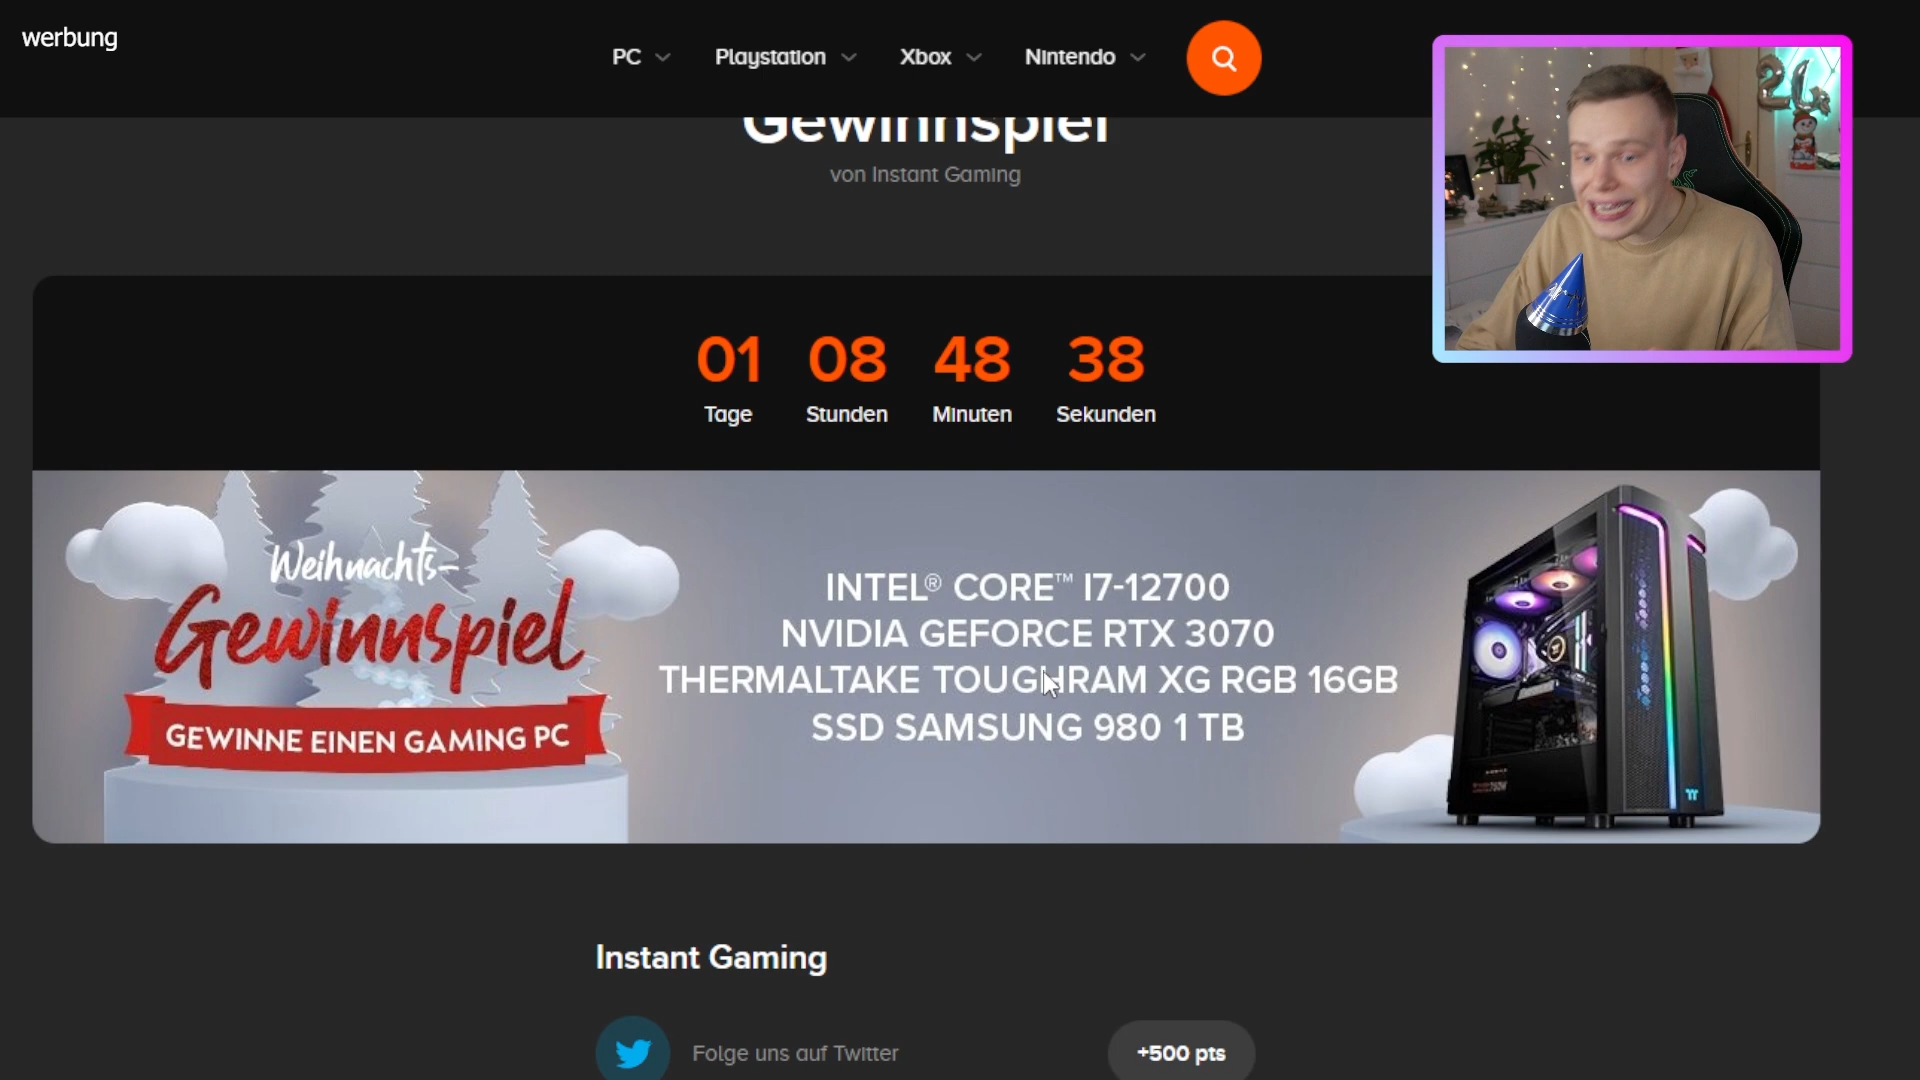 werbung
PC
Playstation
Xbox
Nintendo
Gewinnspiel
von Instant Gaming
01 08 48 38
Tage Stunden Minuten Sekunden
Weihnachts-
Gewinnspiel
GEWINNE EINEN GAMING PC
INTEL® CORE™ I7-12700
NVIDIA GEFORCE RTX 3070
THERMALTAKE TOUGHRAM XG RGB 16GB
SSD SAMSUNG 980 1 TB
24
Instant Gaming
Folge uns auf Twitter
+500 pts